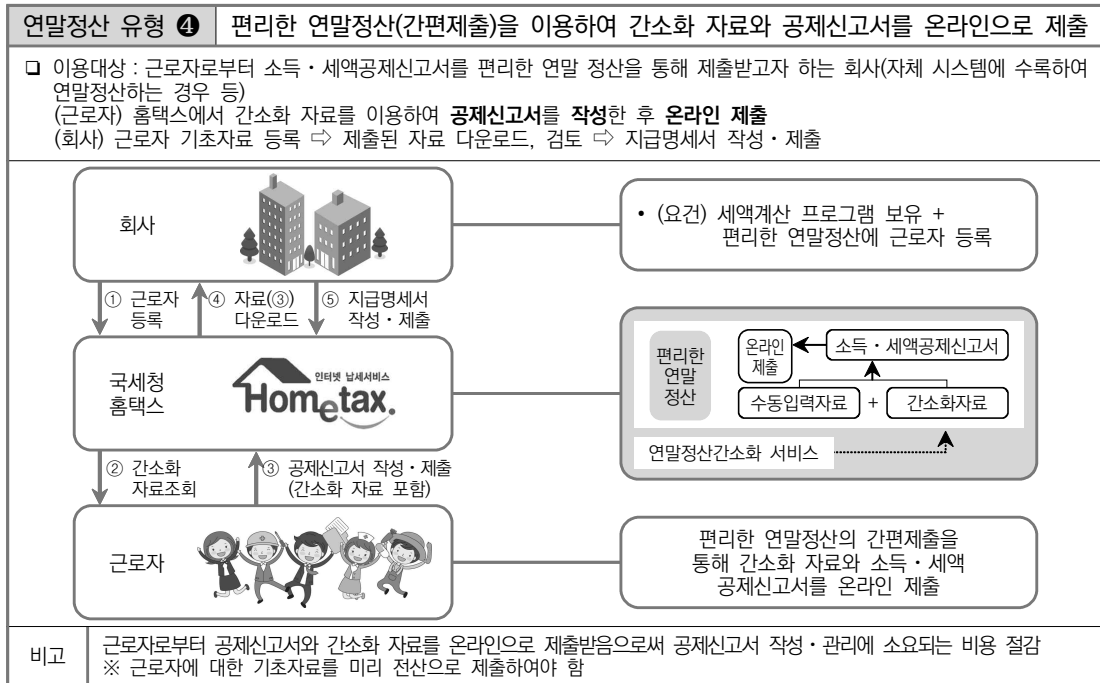 연말정산 유형 ❹ 편리한 연말정산(간편제출)을 이용하여 간소화 자료와 공제신고서를 온라인으로 제출
❑ 이용대상 : 근로자로부터 소득・세액공제신고서를 편리한 연말 정산을 통해 제출받고자 하는 회사(자체 시스템에 수록하여
연말정산하는 경우 등)
(근로자) 홈택스에서 간소화 자료를 이용하여 공제신고서를 작성한 후 온라인 제출
(회사) 근로자 기초자료 등록 ⇨ 제출된 자료 다운로드, 검토 ⇨ 지급명세서 작성・제출
회사
• (요건) 세액계산 프로그램 보유 +
편리한 연말정산에 근로자 등록
① 근로자
등록
④ 자료(③)
다운로드
⑤ 지급명세서
작성・제출
국세청
홈택스
인터넷 납세서비스
Hometax.
편리한
연말
정산
온라인
제출
소득・세액공제신고서
수동입력자료 + 간소화자료
연말정산간소화 서비스
② 간소화
자료조회
③ 공제신고서 작성・제출
(간소화 자료 포함)
근로자
편리한 연말정산의 간편제출을
통해 간소화 자료와 소득・세액
공제신고서를 온라인 제출
비고
근로자로부터 공제신고서와 간소화 자료를 온라인으로 제출받음으로써 공제신고서 작성・관리에 소요되는 비용 절감
※ 근로자에 대한 기초자료를 미리 전산으로 제출하여야 함